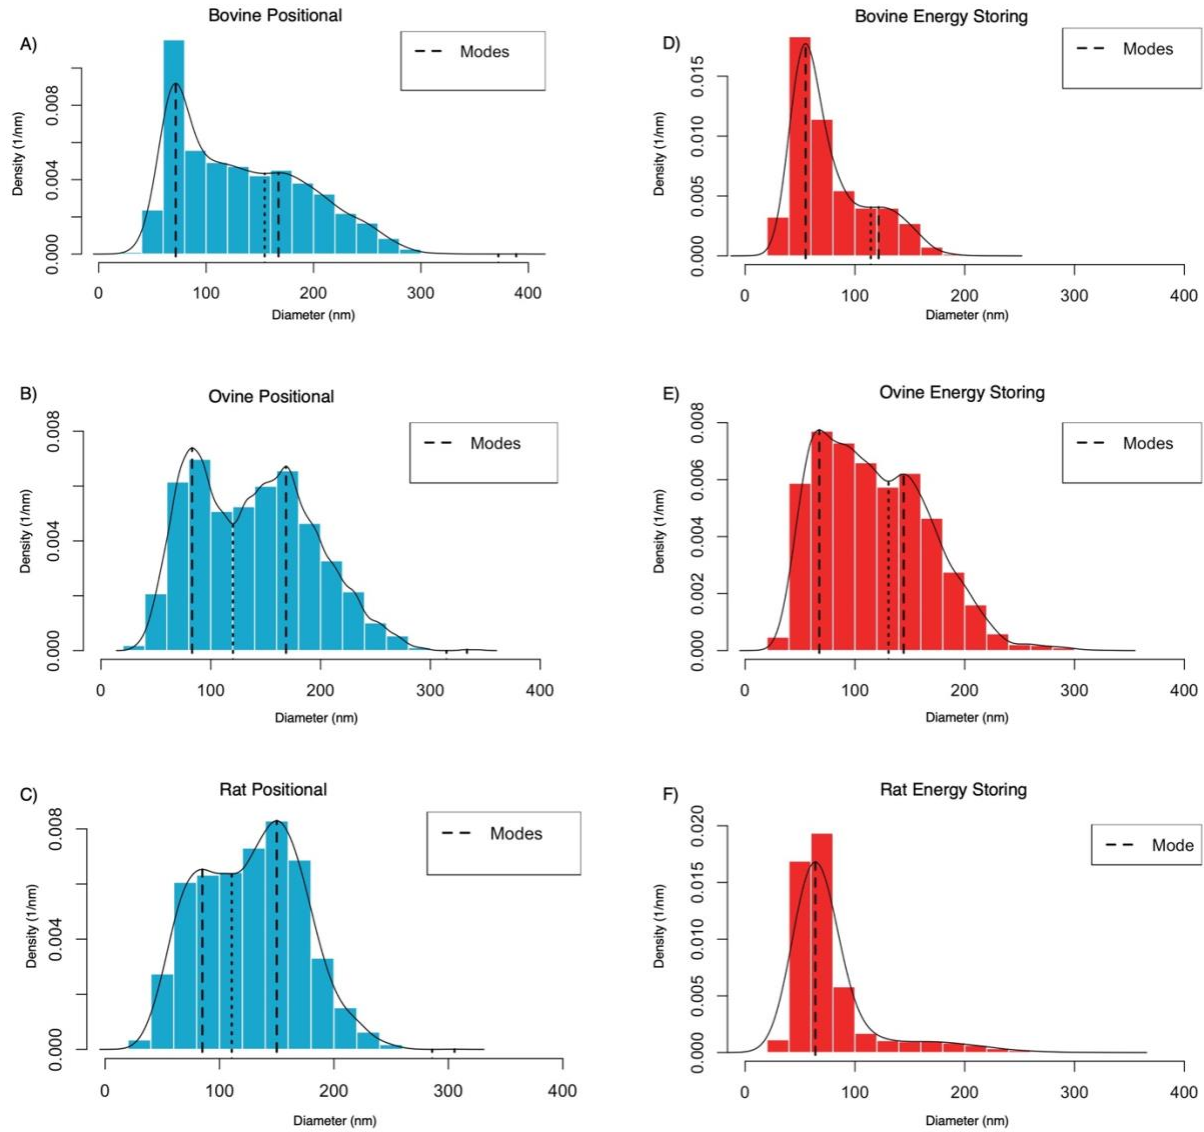 Bovine Positional
A)
Modes
Density (1/nm)
0.008
0.004
0.000
0 100 200 300 400
Diameter (nm)
Bovine Energy Storing
D)
Modes
Density (1/nm)
0.015
0.010
0.005
0.000
0 100 200 300 400
Diameter (nm)
B)
Ovine Positional
Modes
Density (1/nm)
0.008
0.004
0.000
0 100 200 300 400
Diameter (nm)
E)
Ovine Energy Storing
Modes
Density (1/nm)
0.008
0.006
0.004
0.002
0.000
0 100 200 300 400
Diameter (nm)
C)
Rat Positional
Modes
Density (1/nm)
0.008
0.004
0.000
0 100 200 300 400
Diameter (nm)
F)
Rat Energy Storing
Mode
Density (1/nm)
0.020
0.015
0.010
0.005
0.000
0 100 200 300 400
Diameter (nm)